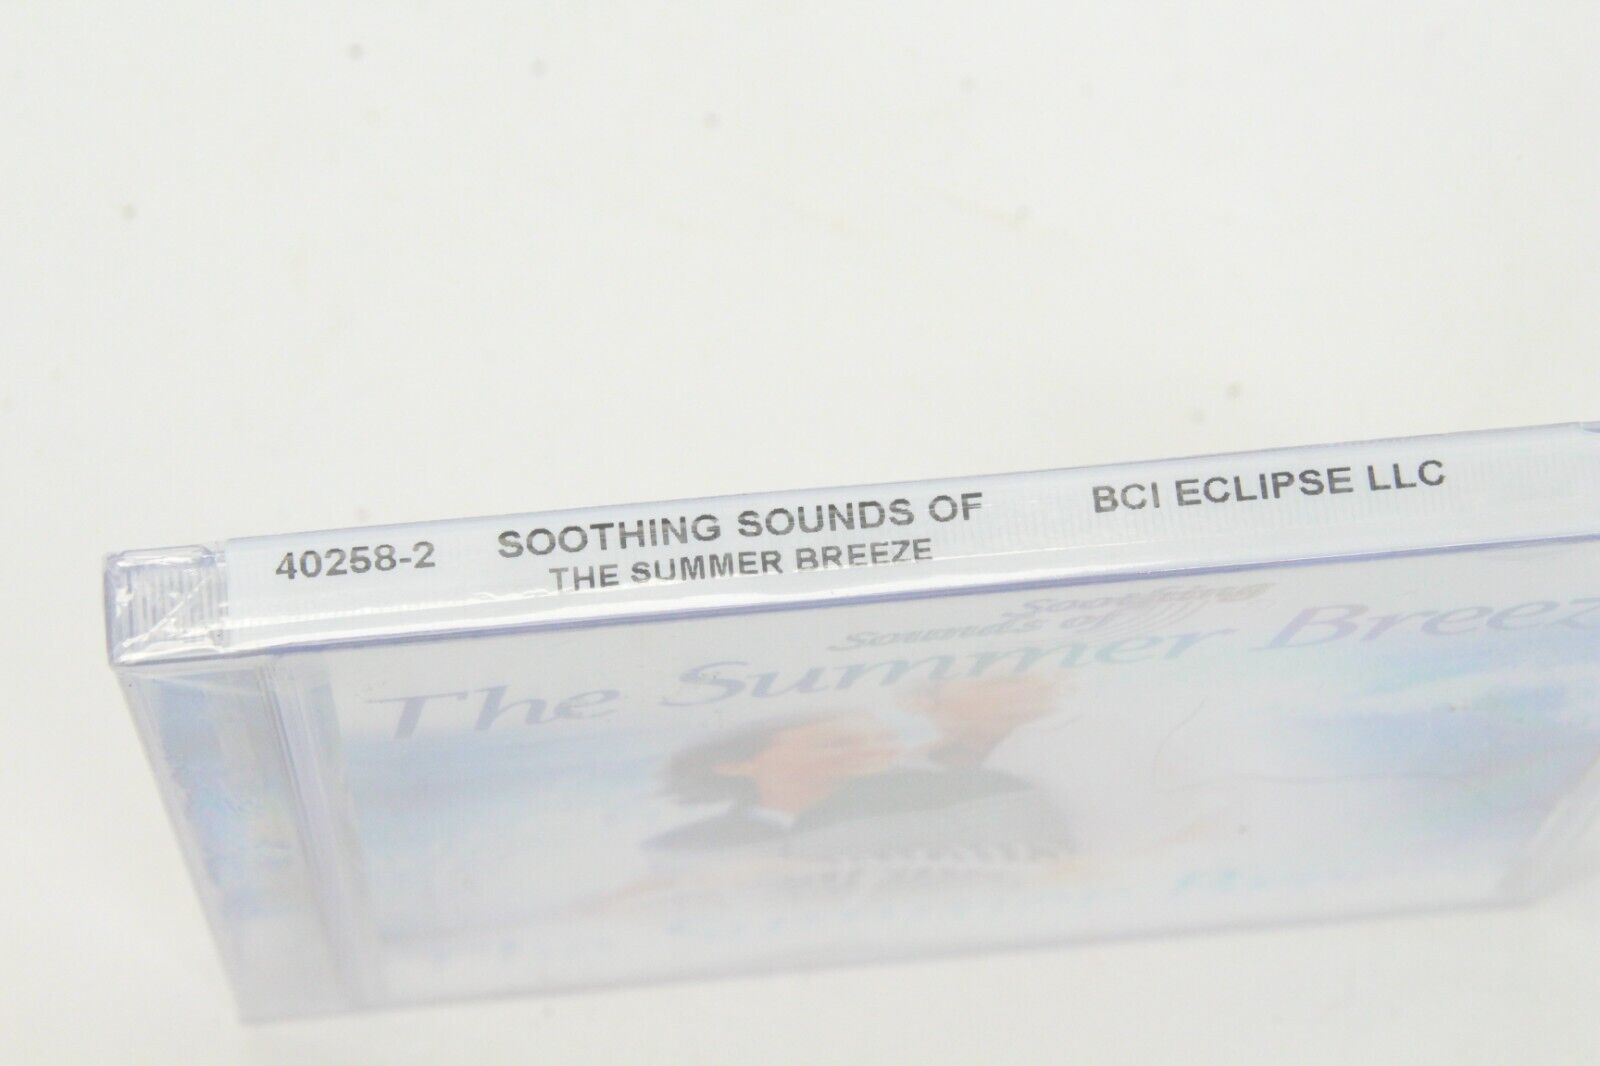 40258-2 SOOTHING SOUNDS OF BCI ECLIPSE LLC
THE SUMMER BREEZE
Soothing
Sounds of
The Summer Breez